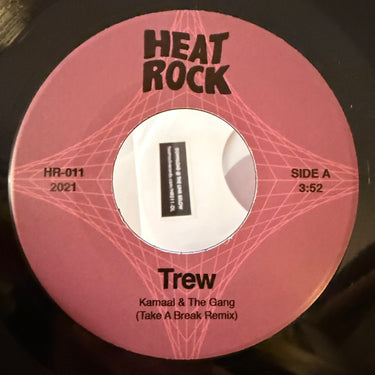 HEAT
ROCK
HR-011
2021
SIDE A
3:52
Trew
Kamaal & The Gang
(Take A Break Remix)